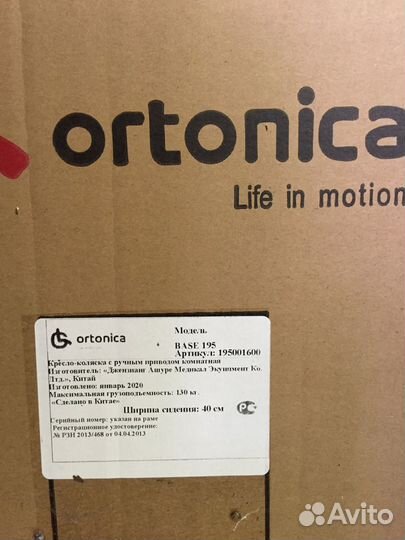 ortonica
Life in motion
ortonica
Модель
BASE 195
Артикул: 195001600
Кресло-коляска с ручным приводом комнатная
Изготовитель: «Джензианг Ашуре Медикал Экуипмент Ко.
Лтд.», Китай
Изготовлено: январь 2020
Максимальная грузоподъемность: 130 кг.
«Сделано в Китае»
Ширина сидения: 40 см
Серийный номер: указан на раме
Регистрационное удостоверение:
№ РЗН 2013/468 от 04.04.2013
Avito